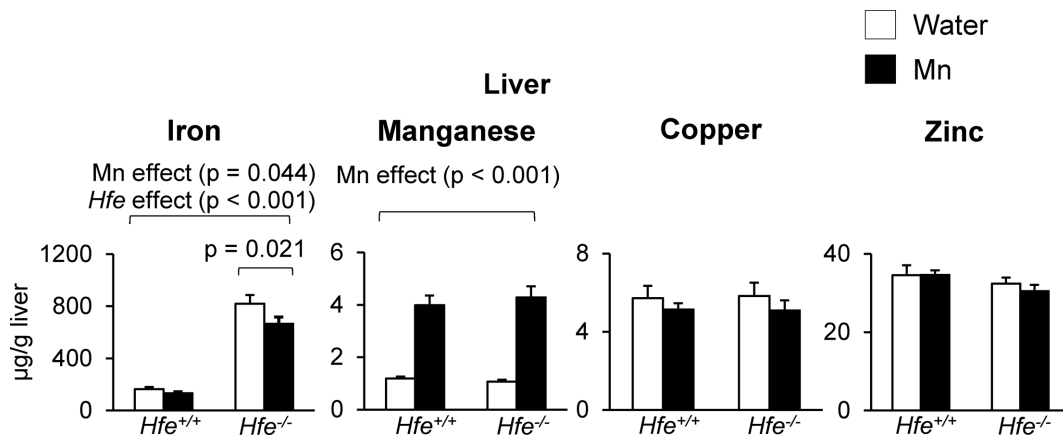 Water
Mn
Liver
Iron
Manganese
Copper
Zinc
Mn effect (p = 0.044)
Hfe effect (p < 0.001)
Mn effect (p < 0.001)
p = 0.021
µg/g liver
1200
800
400
0
Hfe+/+
Hfe-/-
6
4
2
0
Hfe+/+
Hfe-/-
8
4
0
Hfe+/+
Hfe-/-
40
20
0
Hfe+/+
Hfe-/-